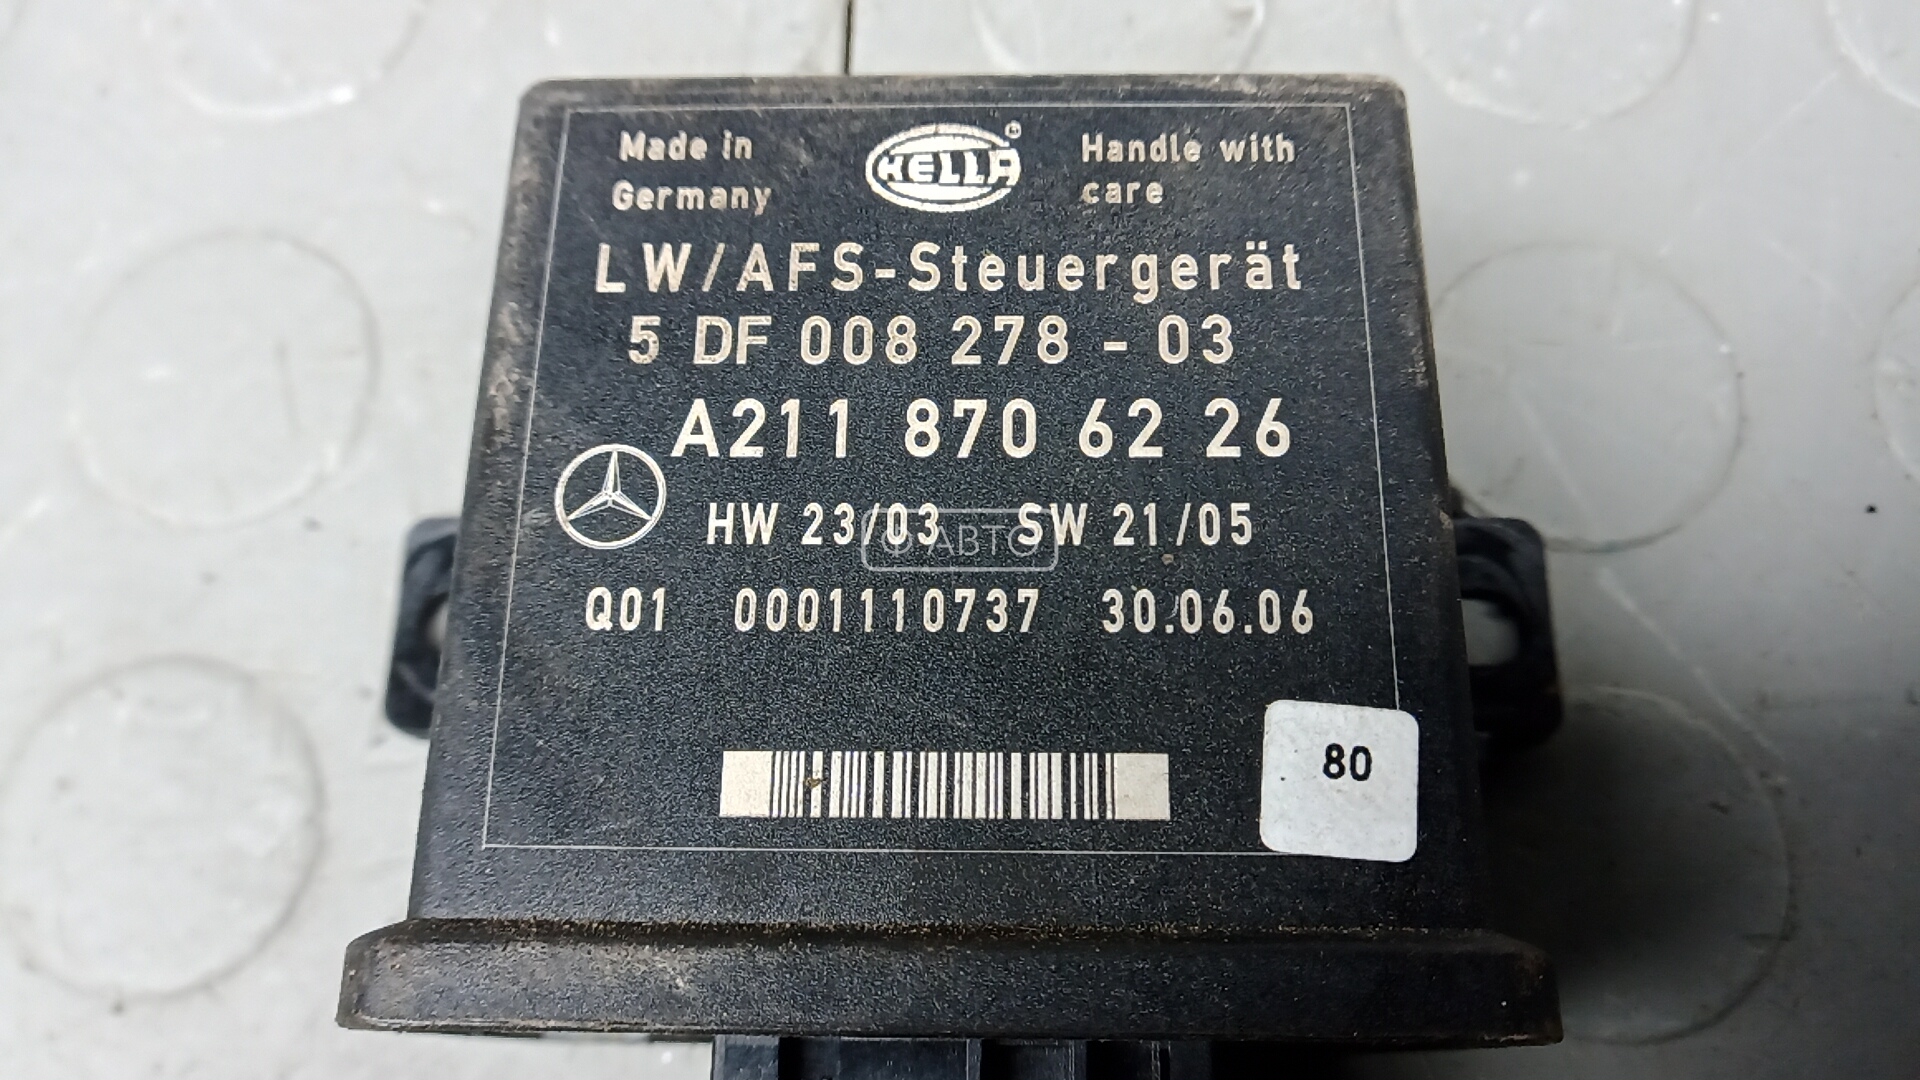 Made in
Germany
HELLA®
Handle with
care
LW/AFS-Steuergerät
5 DF 008 278 - 03
A211 870 62 26
HW 23/03 SW 21/05
АВТО
Q01 0001110737 30.06.06
80